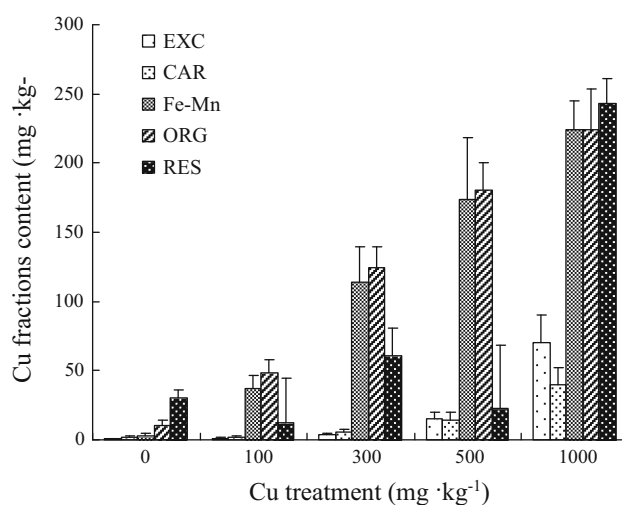 300
250
200
150
100
50
0
Cu fractions content (mg ·kg-
EXC
CAR
Fe-Mn
ORG
RES
0 100 300 500 1000
Cu treatment (mg ·kg⁻¹)